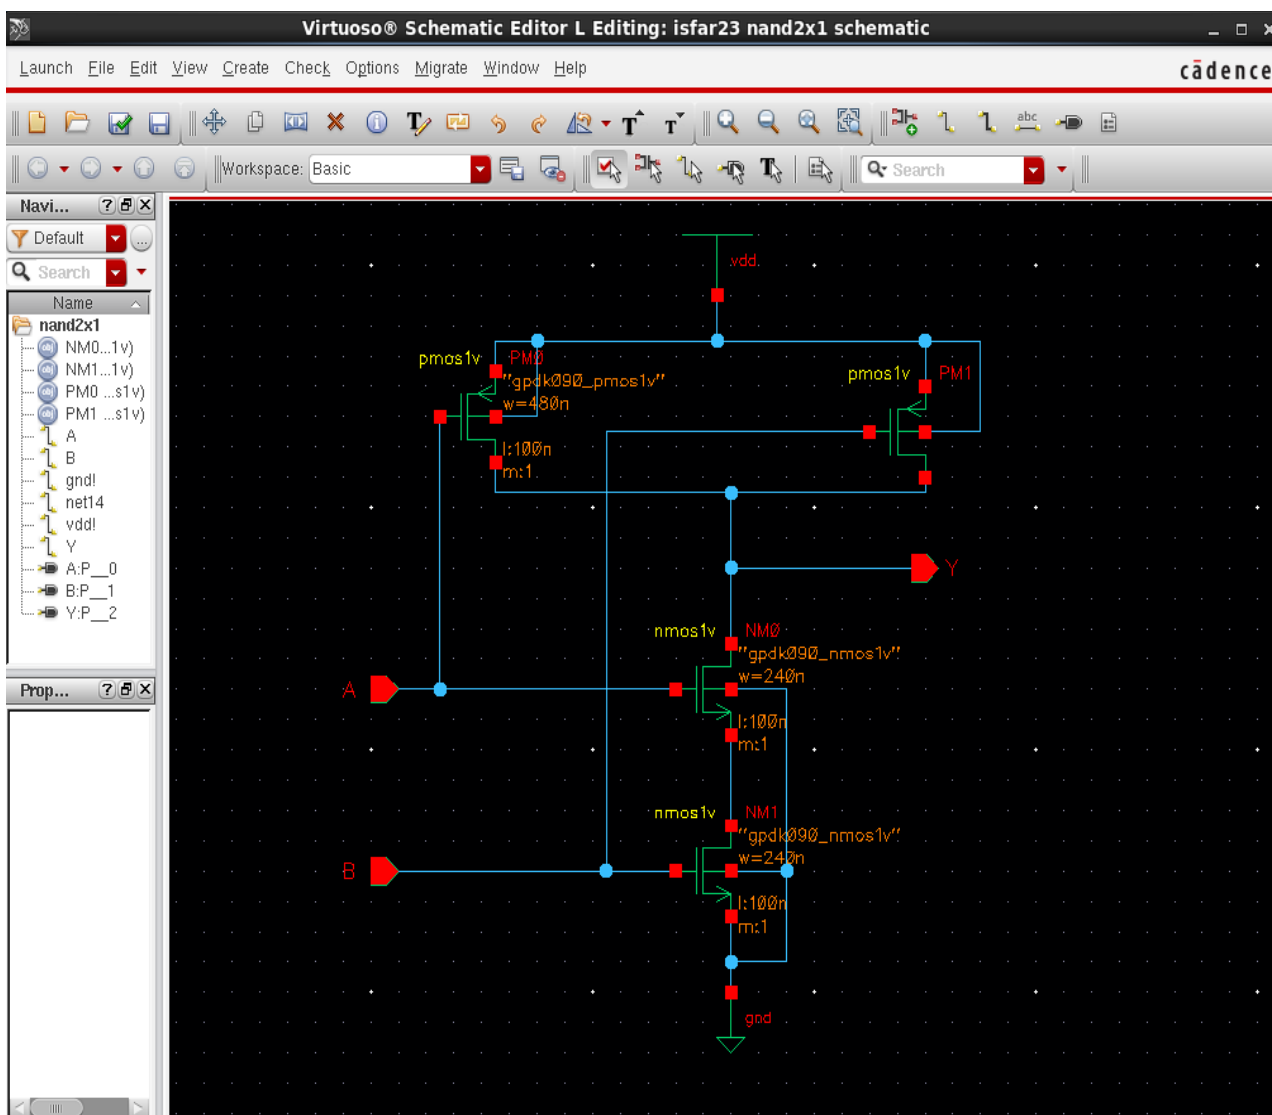 Virtuoso® Schematic Editor L Editing: isfar23 nand2x1 schematic
Launch File Edit View Create Check Options Migrate Window Help
cādence
abc
Workspace: Basic
Search
Navi...
Default
Search
Name
nand2x1
NM0...1v)
NM1...1v)
PM0 ...s1v)
PM1 ...s1v)
A
B
gnd!
net14
vdd!
Y
A:P__0
B:P__1
Y:P__2
Prop...
vdd
pmos1v PM0
"gpdk090_pmos1v"
w=480n
l:100n
m:1
pmos1v PM1
Y
nmos1v NM0
"gpdk090_nmos1v"
w=240n
l:100n
m:1
A
nmos1v NM1
"gpdk090_nmos1v"
w=240n
l:100n
m:1
B
gnd